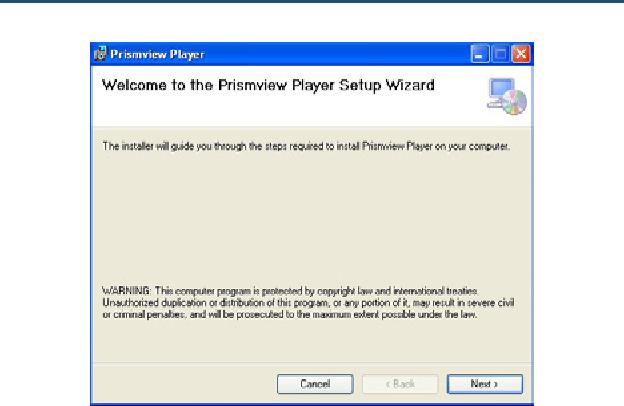 Prismview Player
Welcome to the Prismview Player Setup Wizard
The installer will guide you through the steps required to install Prismview Player on your computer.
WARNING: This computer program is protected by copyright law and international treaties.
Unauthorized duplication or distribution of this program, or any portion of it, may result in severe civil
or criminal penalties, and will be prosecuted to the maximum extent possible under the law.
Cancel
< Back
Next >